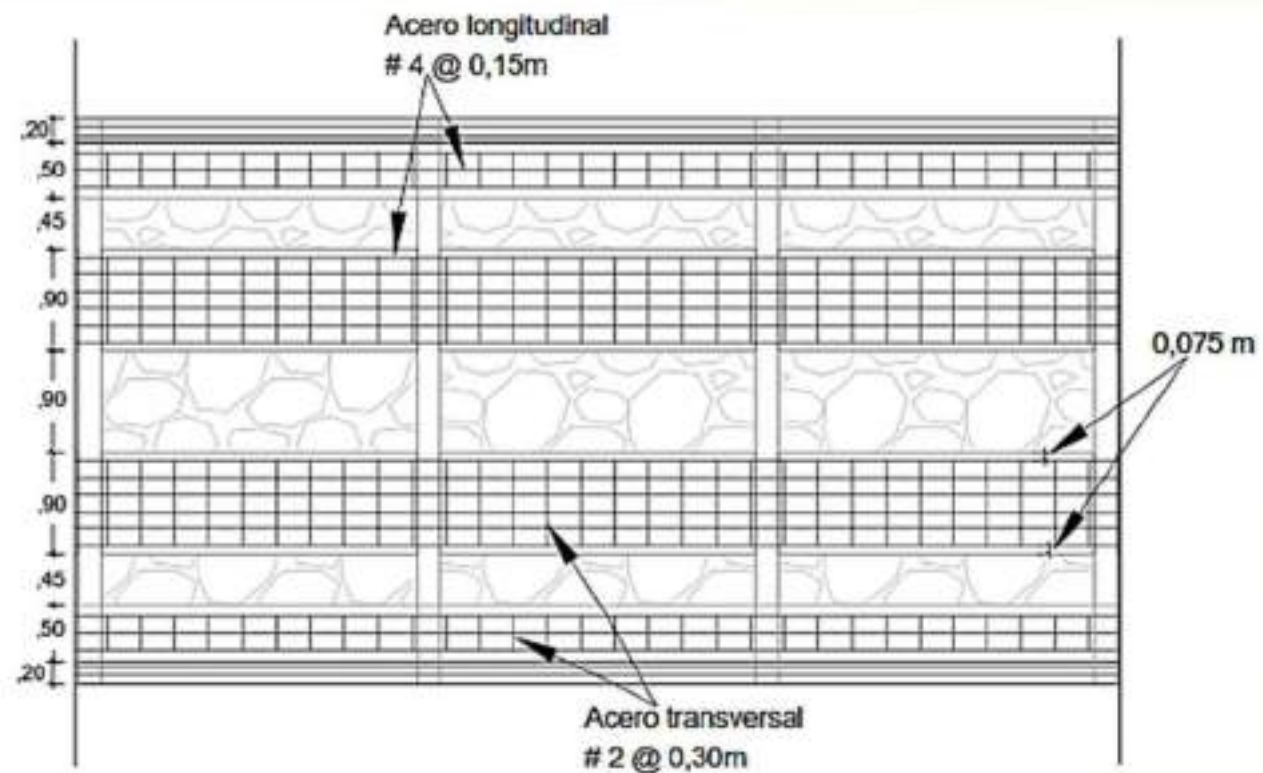 Acero longitudinal
# 4 @ 0,15m
,20
,50
,45
,90
,90
0,075 m
,90
,45
,50
,20
Acero transversal
# 2 @ 0,30m